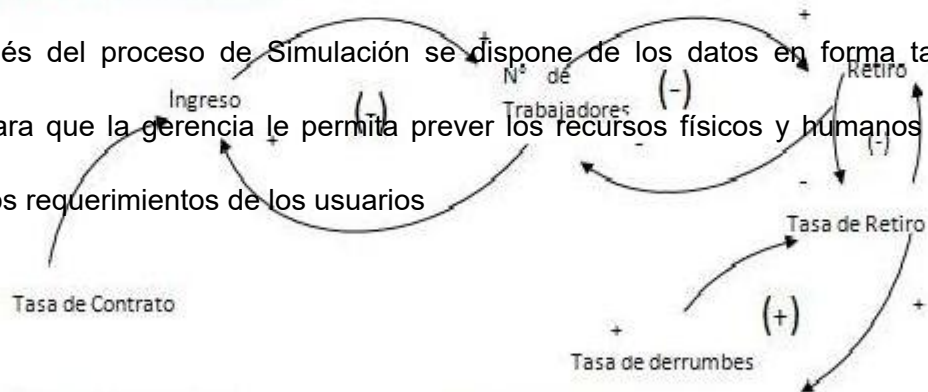 +
és del proceso de Simulación se dispone de los datos en forma ta
+
N° de
Retiro
Ingreso
(-)
Trabajadores
(-)
ara que la gerencia le permita prever los recursos físicos y humanos
+
-
(-)
os requerimientos de los usuarios
-
Tasa de Retiro
Tasa de Contrato
(+)
+
+
Tasa de derrumbes